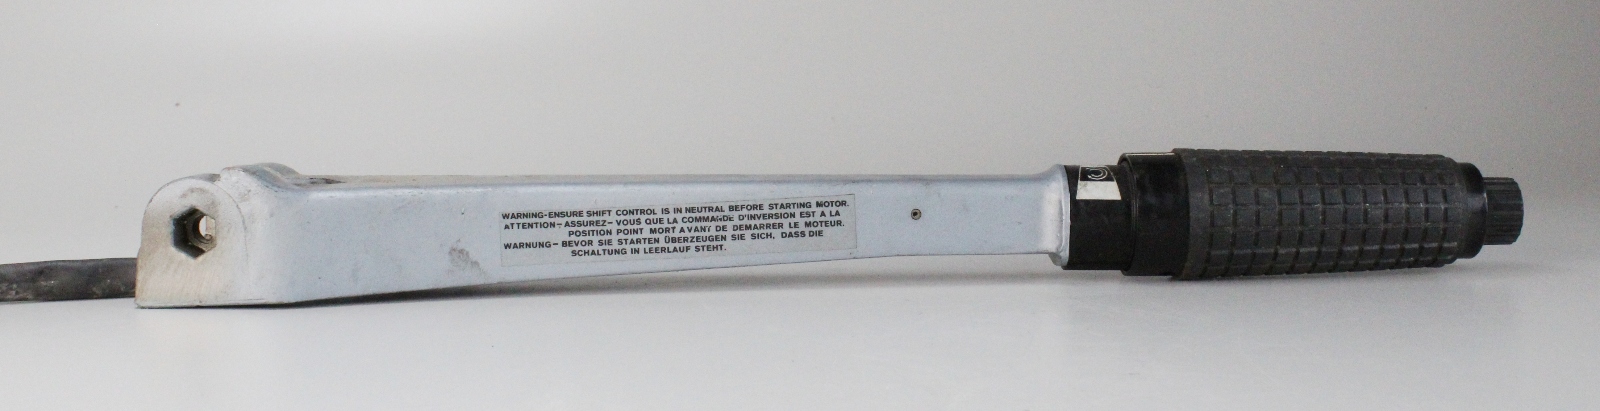 WARNING-ENSURE SHIFT CONTROL IS IN NEUTRAL BEFORE STARTING MOTOR.
ATTENTION-ASSUREZ-VOUS QUE LA COMMANDE D'INVERSION EST A LA
POSITION POINT MORT AVANT DE DEMARRER LE MOTEUR.
WARNUNG-BEVOR SIE STARTEN ÜBERZEUGEN SIE SICH, DASS DIE
SCHALTUNG IN LEERLAUF STEHT.